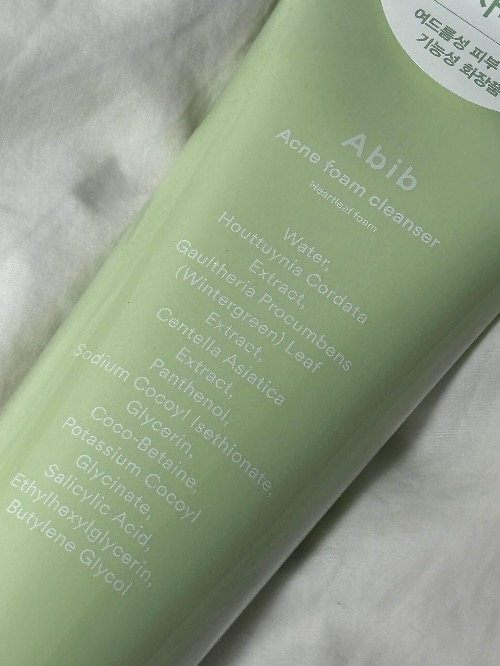 여드름성 피부
기능성 화장품
Abib
Acne foam cleanser
Heartleaf foam
Water,
Houttuynia Cordata
Extract,
Gaultheria Procumbens
(Wintergreen) Leaf
Extract,
Centella Asiatica
Extract,
Panthenol,
Sodium Cocoyl Isethionate,
Glycerin,
Coco-Betaine,
Potassium Cocoyl
Glycinate,
Salicylic Acid,
Ethylhexylglycerin,
Butylene Glycol